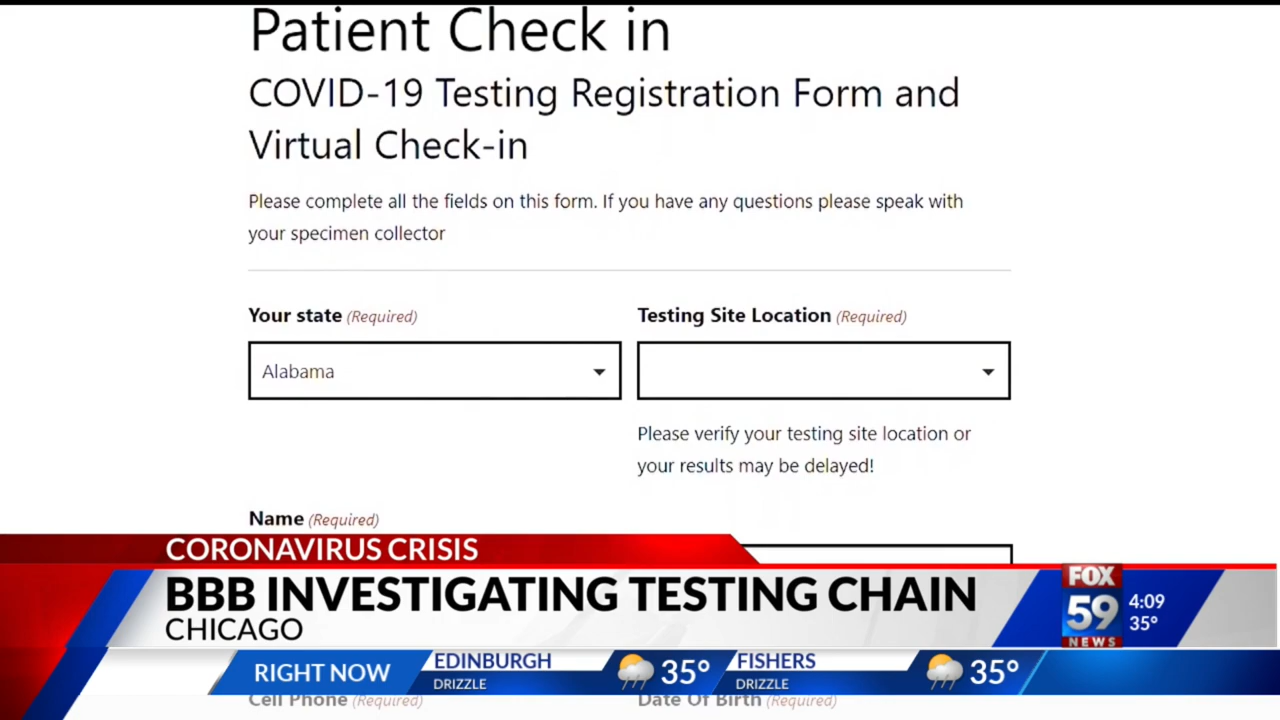 Patient Check in
COVID-19 Testing Registration Form and
Virtual Check-in
Please complete all the fields on this form. If you have any questions please speak with
your specimen collector
Your state (Required)
Testing Site Location (Required)
Alabama
Please verify your testing site location or
your results may be delayed!
Name (Required)
CORONAVIRUS CRISIS
BBB INVESTIGATING TESTING CHAIN
CHICAGO
FOX
59
NEWS
4:09
35°
RIGHT NOW
EDINBURGH
DRIZZLE
35°
FISHERS
DRIZZLE
35°
Cell Phone (Required)
Date Of Birth (Required)